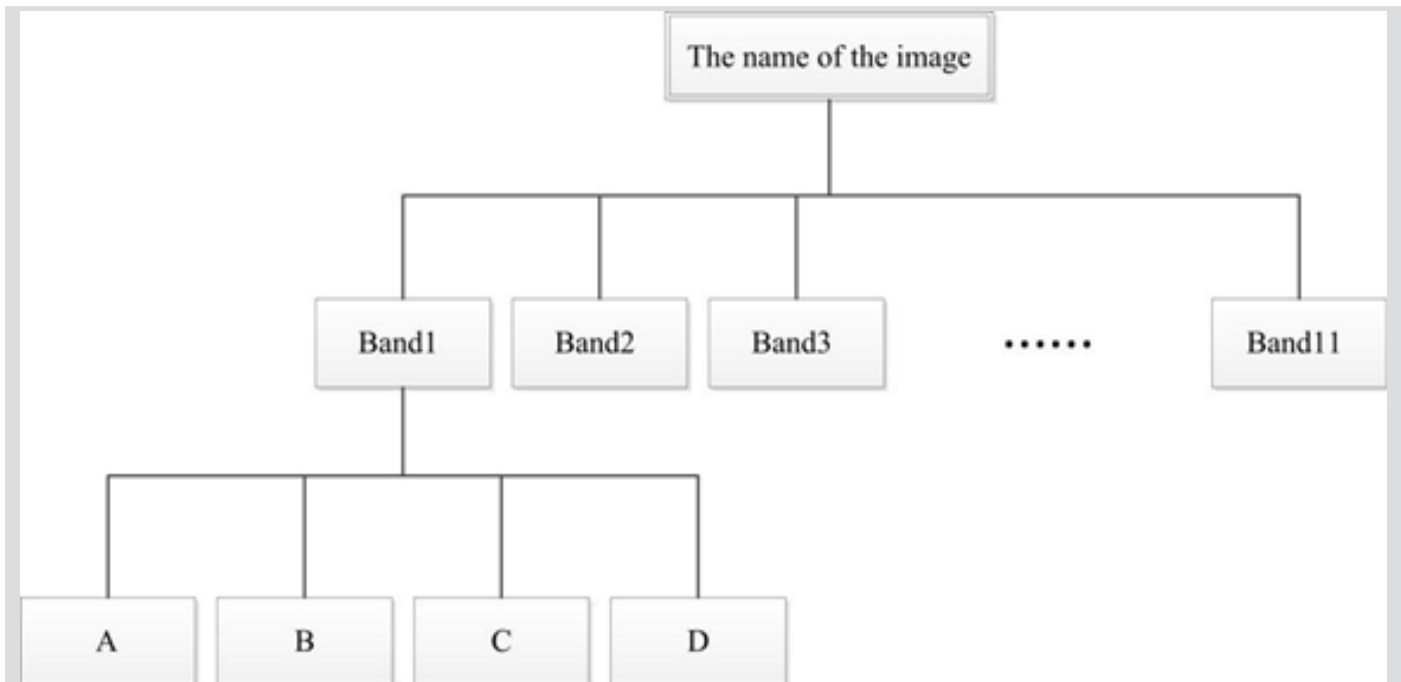 The name of the image
Band1
Band2
Band3
......
Band11
A
B
C
D